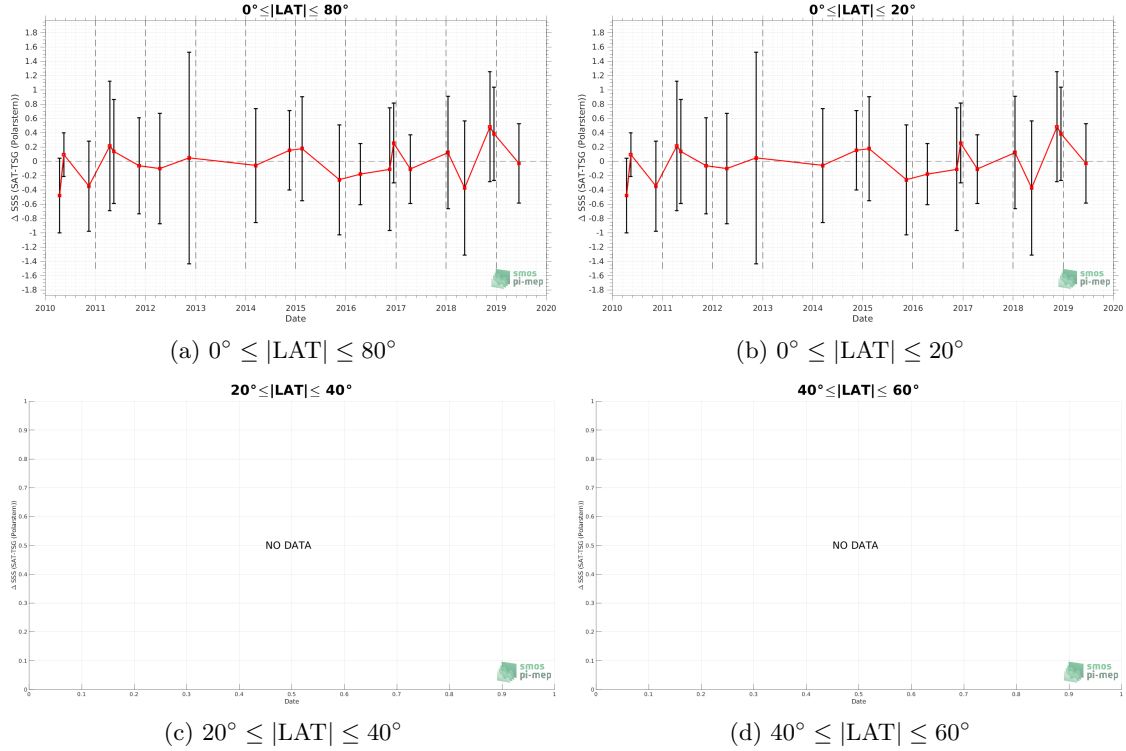 0°≤|LAT|≤ 80°
Δ SSS (SAT-TSG (Polarstern))
1.8
1.6
1.4
1.2
1
0.8
0.6
0.4
0.2
0
-0.2
-0.4
-0.6
-0.8
-1
-1.2
-1.4
-1.6
-1.8
2010 2011 2012 2013 2014 2015 2016 2017 2018 2019 2020
Date
smos
pi-mep
(a) 0° ≤ |LAT| ≤ 80°
0°≤|LAT|≤ 20°
Δ SSS (SAT-TSG (Polarstern))
1.8
1.6
1.4
1.2
1
0.8
0.6
0.4
0.2
0
-0.2
-0.4
-0.6
-0.8
-1
-1.2
-1.4
-1.6
-1.8
2010 2011 2012 2013 2014 2015 2016 2017 2018 2019 2020
Date
smos
pi-mep
(b) 0° ≤ |LAT| ≤ 20°
20°≤|LAT|≤ 40°
Δ SSS (SAT-TSG (Polarstern))
1
0.9
0.8
0.7
0.6
0.5
0.4
0.3
0.2
0.1
0
NO DATA
0 0.1 0.2 0.3 0.4 0.5 0.6 0.7 0.8 0.9 1
Date
smos
pi-mep
(c) 20° ≤ |LAT| ≤ 40°
40°≤|LAT|≤ 60°
Δ SSS (SAT-TSG (Polarstern))
1
0.9
0.8
0.7
0.6
0.5
0.4
0.3
0.2
0.1
0
NO DATA
0 0.1 0.2 0.3 0.4 0.5 0.6 0.7 0.8 0.9 1
Date
smos
pi-mep
(d) 40° ≤ |LAT| ≤ 60°